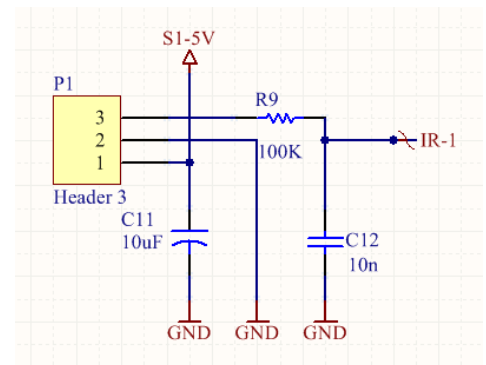 S1-5V
P1
R9
3
2
1
100K
IR-1
Header 3
C11
10uF
C12
10n
GND
GND
GND